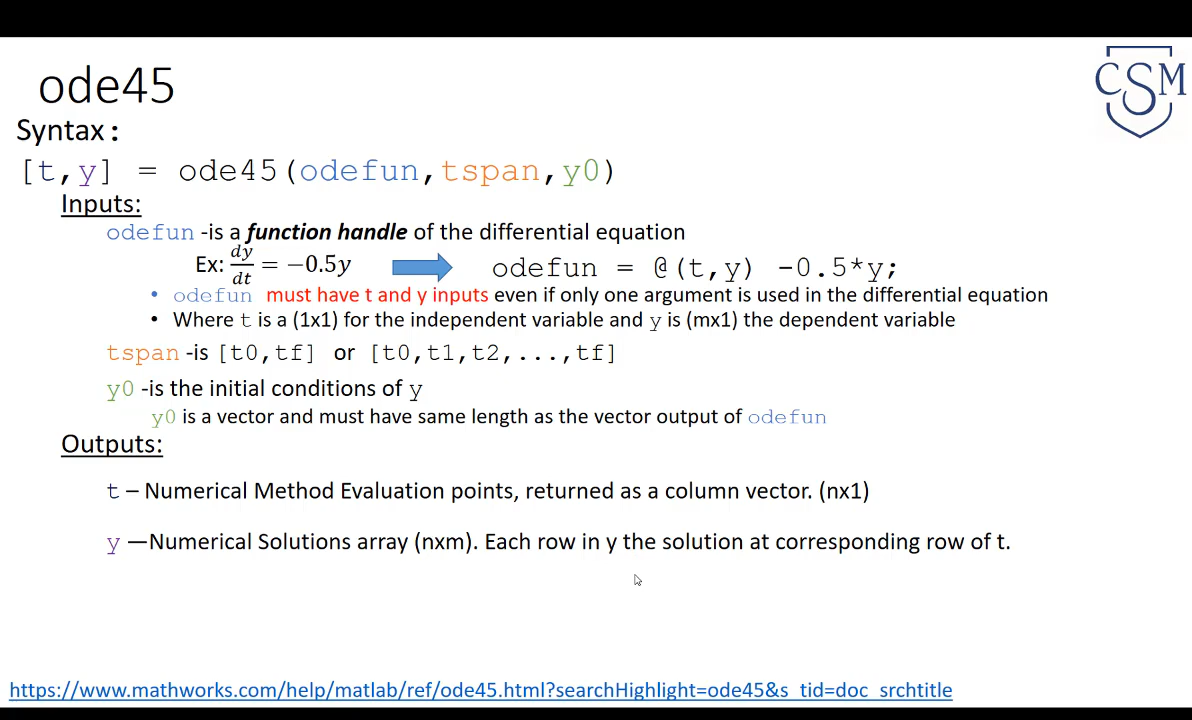 ode45
CSM
Syntax:
[t,y] = ode45(odefun,tspan,y0)
Inputs:
odefun -is a function handle of the differential equation
Ex: dy/dt = −0.5y odefun = @(t,y) -0.5*y;
• odefun must have t and y inputs even if only one argument is used in the differential equation
• Where t is a (1x1) for the independent variable and y is (mx1) the dependent variable
tspan -is [t0,tf] or [t0,t1,t2,...,tf]
y0 -is the initial conditions of y
y0 is a vector and must have same length as the vector output of odefun
Outputs:
t – Numerical Method Evaluation points, returned as a column vector. (nx1)
y —Numerical Solutions array (nxm). Each row in y the solution at corresponding row of t.
https://www.mathworks.com/help/matlab/ref/ode45.html?searchHighlight=ode45&s_tid=doc_srchtitle